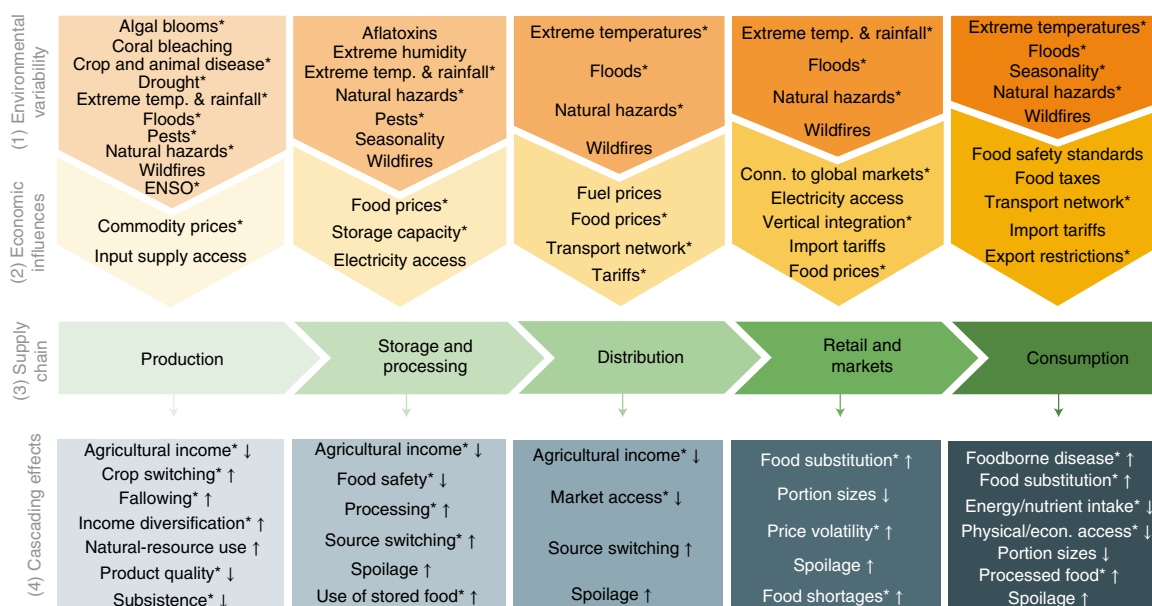 (1) Environmental
variability
Algal blooms*
Coral bleaching
Crop and animal disease*
Drought*
Extreme temp. & rainfall*
Floods*
Pests*
Natural hazards*
Wildfires
ENSO*
Aflatoxins
Extreme humidity
Extreme temp. & rainfall*
Natural hazards*
Pests*
Seasonality
Wildfires
Extreme temperatures*
Floods*
Natural hazards*
Wildfires
Extreme temp. & rainfall*
Floods*
Natural hazards*
Wildfires
Extreme temperatures*
Floods*
Seasonality*
Natural hazards*
Wildfires
(2) Economic
influences
Commodity prices*
Input supply access
Food prices*
Storage capacity*
Electricity access
Fuel prices
Food prices*
Transport network*
Tariffs*
Conn. to global markets*
Electricity access
Vertical integration*
Import tariffs
Food prices*
Food safety standards
Food taxes
Transport network*
Import tariffs
Export restrictions*
(3) Supply
chain
Production
Storage and
processing
Distribution
Retail and
markets
Consumption
(4) Cascading effects
Agricultural income* ↓
Crop switching* ↑
Fallowing* ↑
Income diversification* ↑
Natural-resource use ↑
Product quality* ↓
Subsistence* ↓
Agricultural income* ↓
Food safety* ↓
Processing* ↑
Source switching* ↑
Spoilage ↑
Use of stored food* ↑
Agricultural income* ↓
Market access* ↓
Source switching ↑
Spoilage ↑
Food substitution* ↑
Portion sizes ↓
Price volatility* ↑
Spoilage ↑
Food shortages* ↑
Foodborne disease* ↑
Food substitution* ↑
Energy/nutrient intake* ↓
Physical/econ. access* ↓
Portion sizes ↓
Processed food* ↑
Spoilage ↑